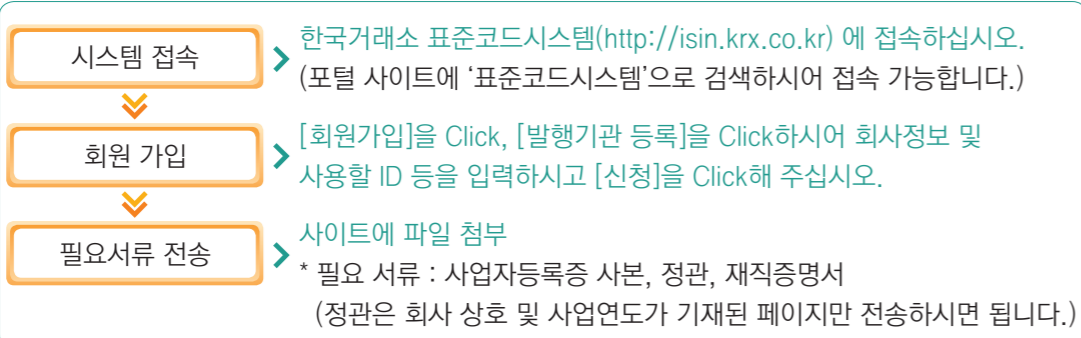 시스템 접속
한국거래소 표준코드시스템(http://isin.krx.co.kr) 에 접속하십시오.
(포털 사이트에 ‘표준코드시스템’으로 검색하시어 접속 가능합니다.)
회원 가입
[회원가입]을 Click, [발행기관 등록]을 Click하시어 회사정보 및
사용할 ID 등을 입력하시고 [신청]을 Click해 주십시오.
필요서류 전송
사이트에 파일 첨부
* 필요 서류 : 사업자등록증 사본, 정관, 재직증명서
(정관은 회사 상호 및 사업연도가 기재된 페이지만 전송하시면 됩니다.)